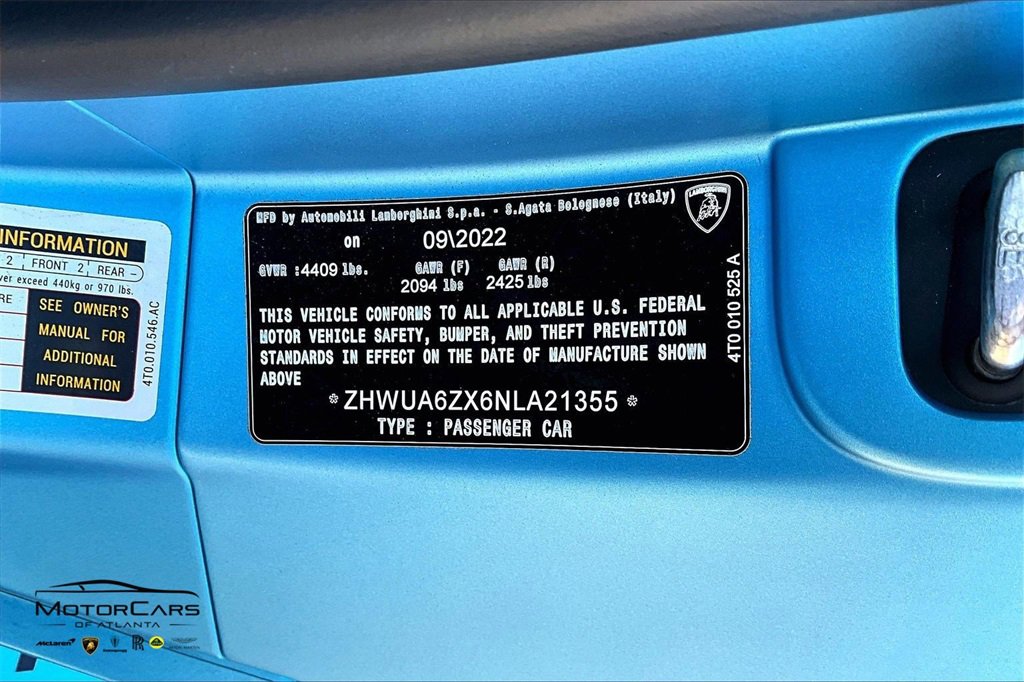 INFORMATION
2 FRONT 2 REAR -
ver exceed 440kg or 970 lbs.
RE
SEE OWNER'S
MANUAL FOR
ADDITIONAL
INFORMATION
4T0.010.546.AC
MFD by Automobili Lamborghini S.p.a. - S.Agata Bolognese (Italy)
LAMBORGHINI
on 09\2022
GVWR :4409 lbs. GAWR (F) GAWR (R)
2094 lbs 2425 lbs
THIS VEHICLE CONFORMS TO ALL APPLICABLE U.S. FEDERAL
MOTOR VEHICLE SAFETY, BUMPER, AND THEFT PREVENTION
STANDARDS IN EFFECT ON THE DATE OF MANUFACTURE SHOWN
ABOVE
*ZHWUA6ZX6NLA21355*
TYPE : PASSENGER CAR
4T0 010 525 A
MOTORCARS
OF ATLANTA
McLaren